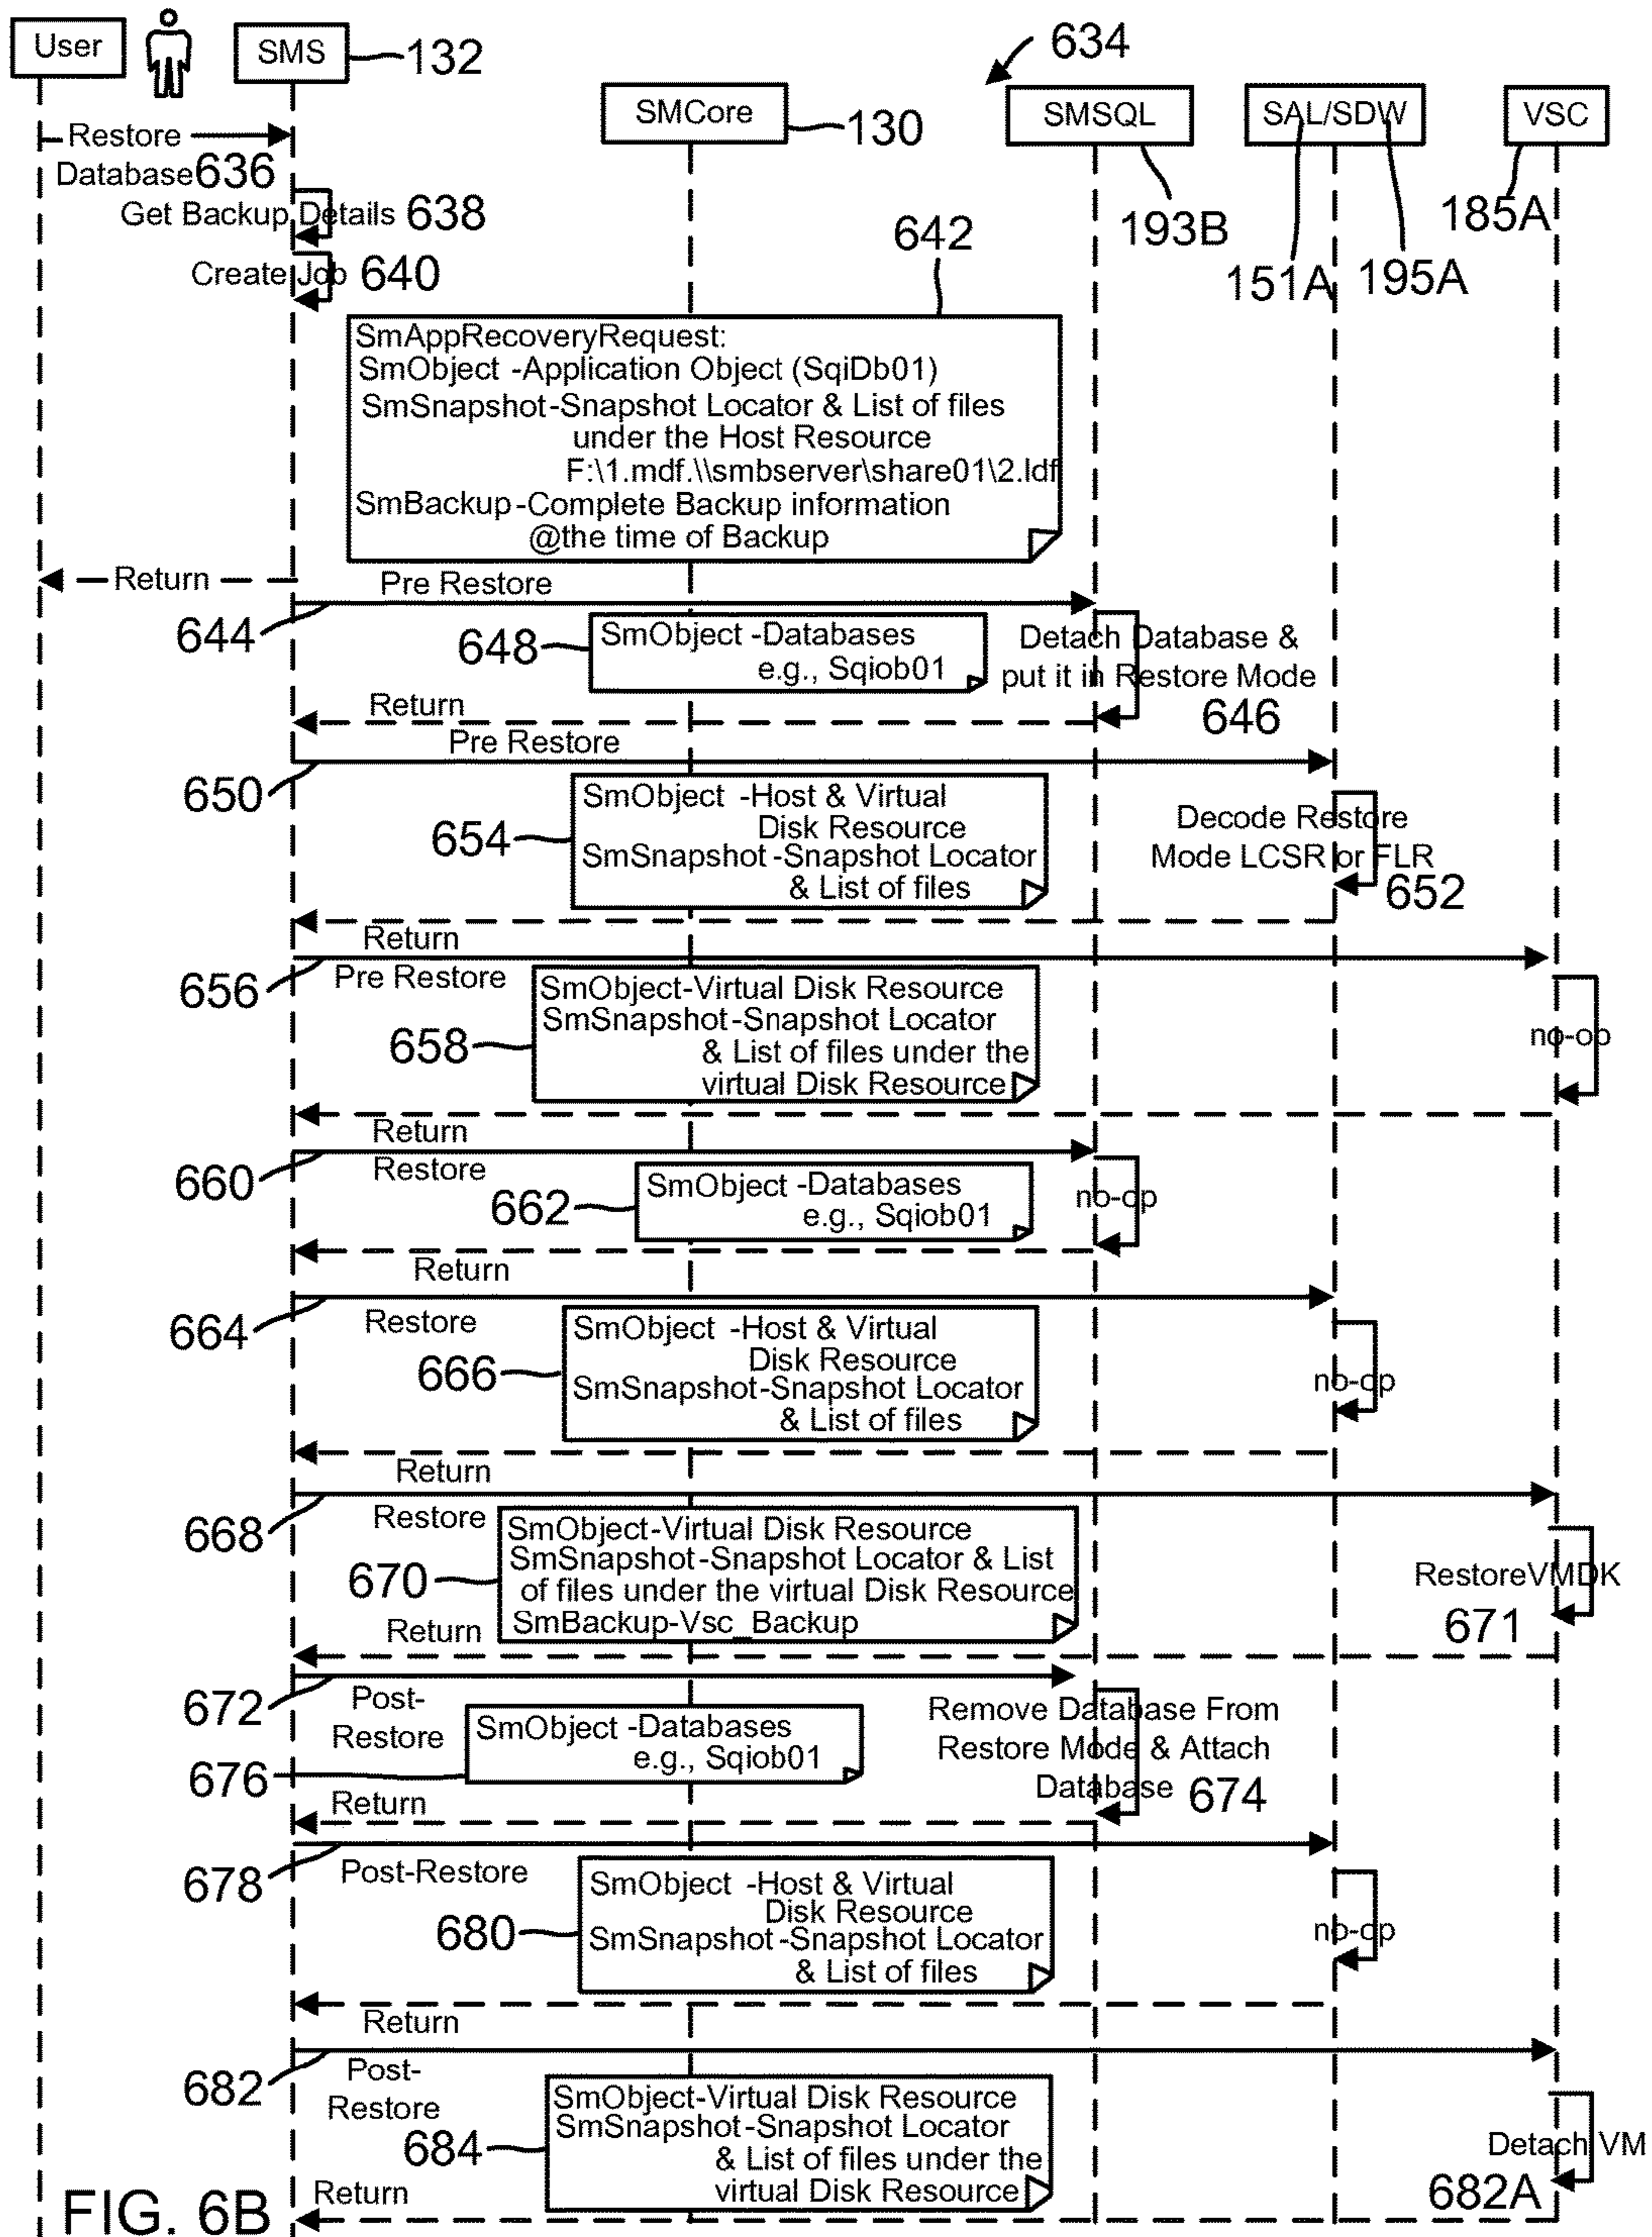 User
SMS
132
634
SMCore
130
SMSQL
SAL/SDW
VSC
Restore
Database 636
Get Backup Details 638
193B
185A
642
151A
195A
Create Job 640
SmAppRecoveryRequest:
SmObject -Application Object (SqiDb01)
SmSnapshot-Snapshot Locator & List of files
under the Host Resource
F:\1.mdf.\\smbserver\share01\2.ldf
SmBackup-Complete Backup information
@the time of Backup
Return
Pre Restore
644
648
SmObject -Databases
e.g., Sqiob01
Detach Database &
put it in Restore Mode
646
Return
Pre Restore
650
654
SmObject -Host & Virtual
Disk Resource
SmSnapshot-Snapshot Locator
& List of files
Decode Restore
Mode LCSR or FLR
652
Return
656
Pre Restore
658
SmObject-Virtual Disk Resource
SmSnapshot-Snapshot Locator
& List of files under the
virtual Disk Resource
no-op
Return
660
Restore
662
SmObject -Databases
e.g., Sqiob01
no-op
Return
664
Restore
666
SmObject -Host & Virtual
Disk Resource
SmSnapshot-Snapshot Locator
& List of files
no-op
Return
668
Restore
670
SmObject-Virtual Disk Resource
SmSnapshot-Snapshot Locator & List
of files under the virtual Disk Resource
SmBackup-Vsc_Backup
RestoreVMDK
671
Return
672
Post-
Restore
676
SmObject -Databases
e.g., Sqiob01
Remove Database From
Restore Mode & Attach
Database 674
Return
678
Post-Restore
680
SmObject -Host & Virtual
Disk Resource
SmSnapshot-Snapshot Locator
& List of files
no-op
Return
682
Post-
Restore
684
SmObject-Virtual Disk Resource
SmSnapshot-Snapshot Locator
& List of files under the
virtual Disk Resource
Detach VM
682A
Return
FIG. 6B